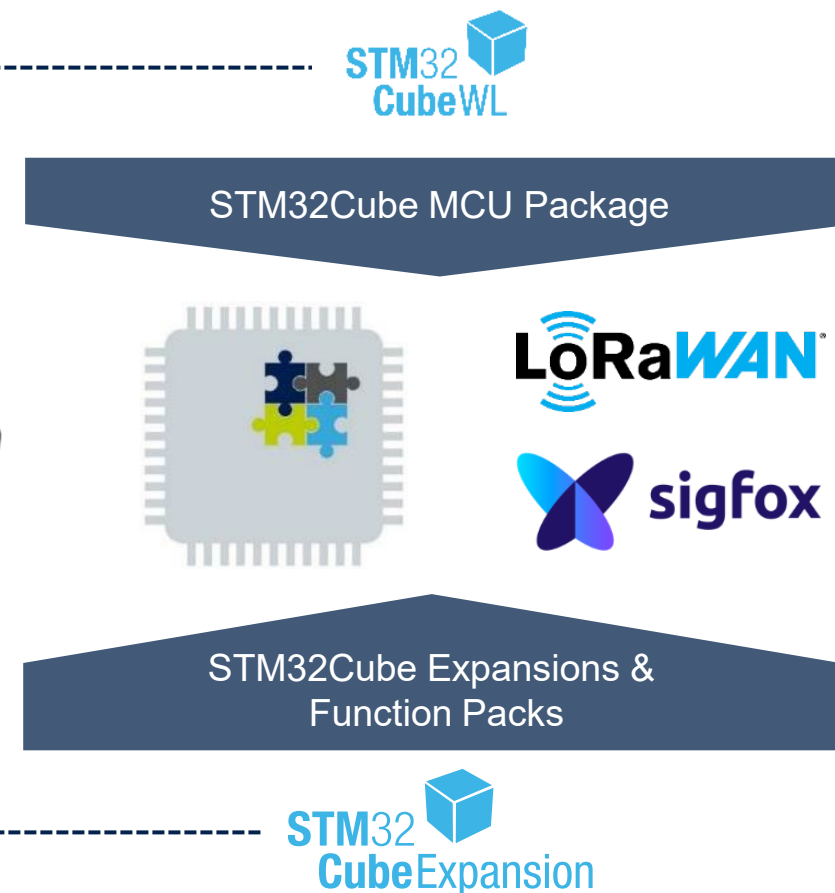 STM32
CubeWL
STM32Cube MCU Package
LoRaWAN®
sigfox
STM32Cube Expansions &
Function Packs
STM32
CubeExpansion